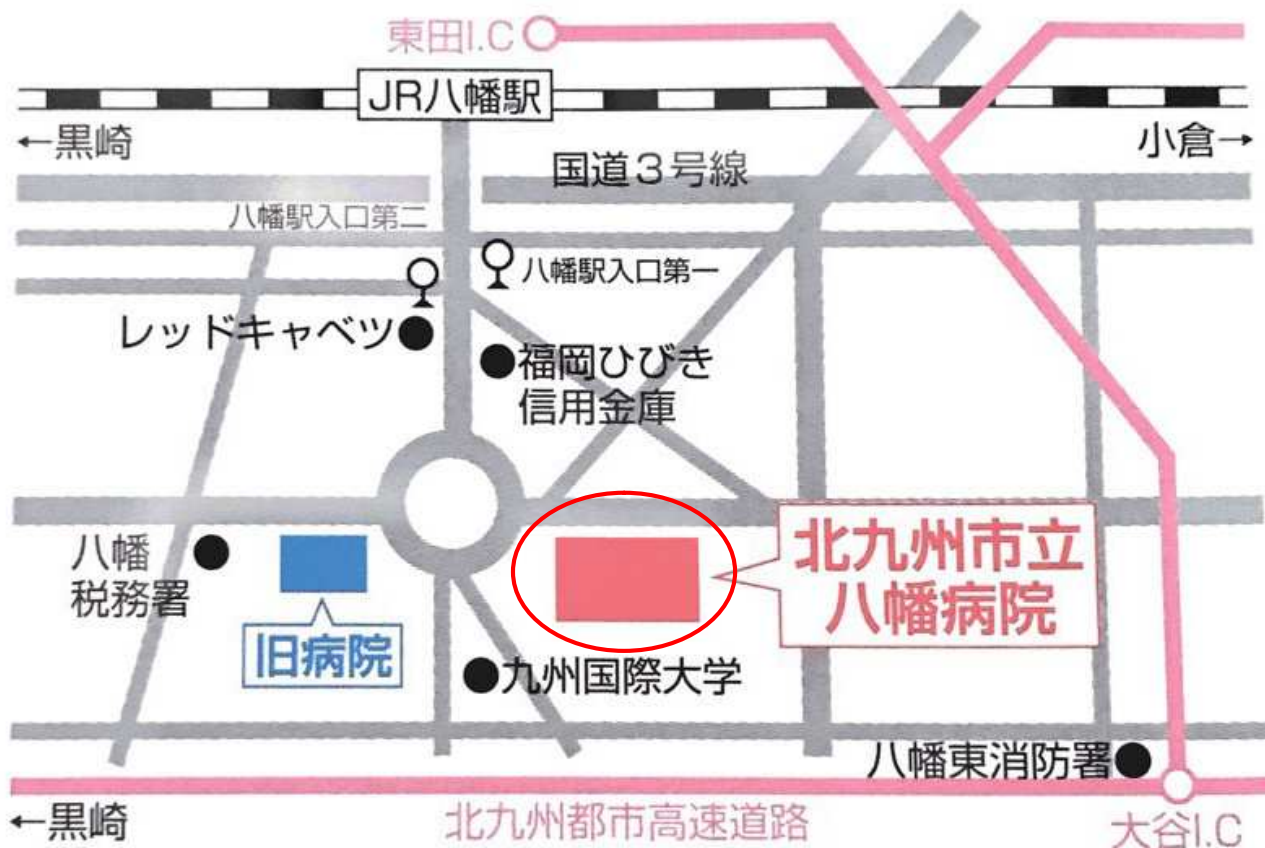 東田I.C
JR八幡駅
←黒崎
小倉→
国道3号線
八幡駅入口第二
八幡駅入口第一
レッドキャベツ
福岡ひびき
信用金庫
八幡
税務署
旧病院
北九州市立
八幡病院
九州国際大学
八幡東消防署
←黒崎
北九州都市高速道路
大谷I.C